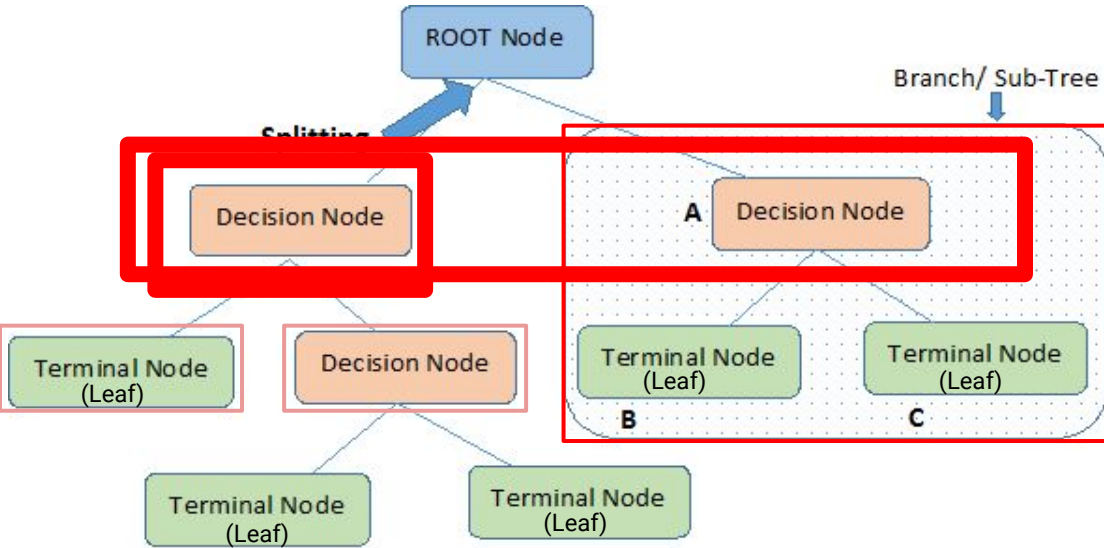 ROOT Node
Branch/ Sub-Tree
Splitting
Decision Node
A
Decision Node
Terminal Node
(Leaf)
Decision Node
Terminal Node
(Leaf)
Terminal Node
(Leaf)
B
C
Terminal Node
(Leaf)
Terminal Node
(Leaf)